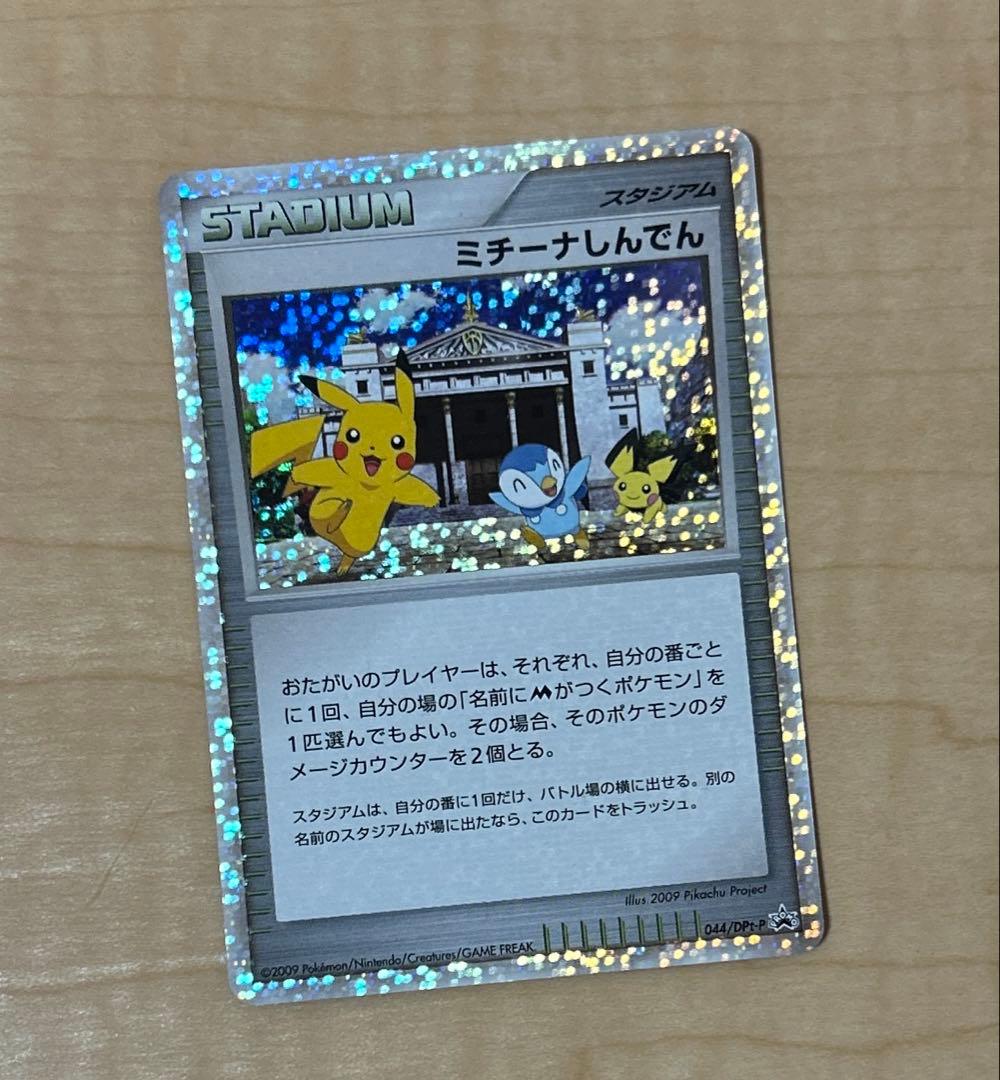 STADIUM
スタジアム
ミチーナしんでん
おたがいのプレイヤーは、それぞれ、自分の番ごと
に1回、自分の場の「名前にMがつくポケモン」を
1匹選んでもよい。その場合、そのポケモンのダ
メージカウンターを2個とる。
スタジアムは、自分の番に1回だけ、バトル場の横に出せる。別の
名前のスタジアムが場に出たなら、このカードをトラッシュ。
Illus. 2009 Pikachu Project
044/DPt-P
©2009 Pokémon/Nintendo/Creatures/GAME FREAK